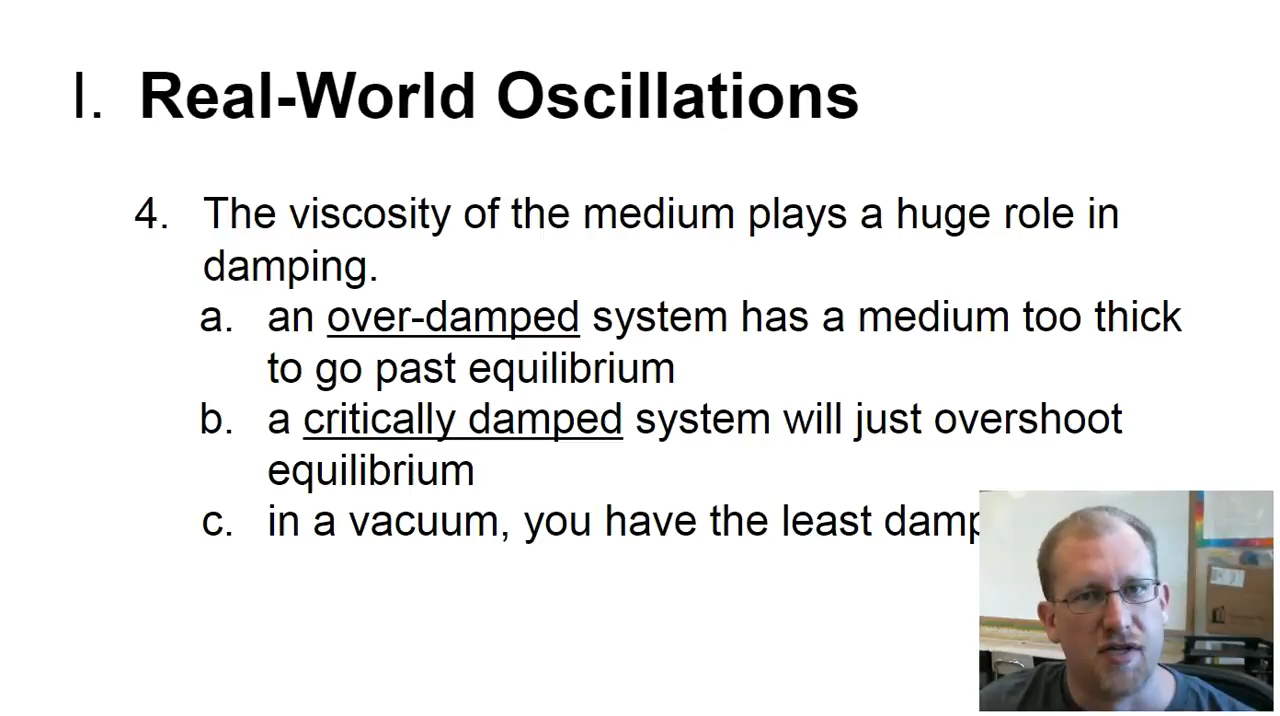 I. Real-World Oscillations
4. The viscosity of the medium plays a huge role in
damping.
a. an over-damped system has a medium too thick
to go past equilibrium
b. a critically damped system will just overshoot
equilibrium
c. in a vacuum, you have the least